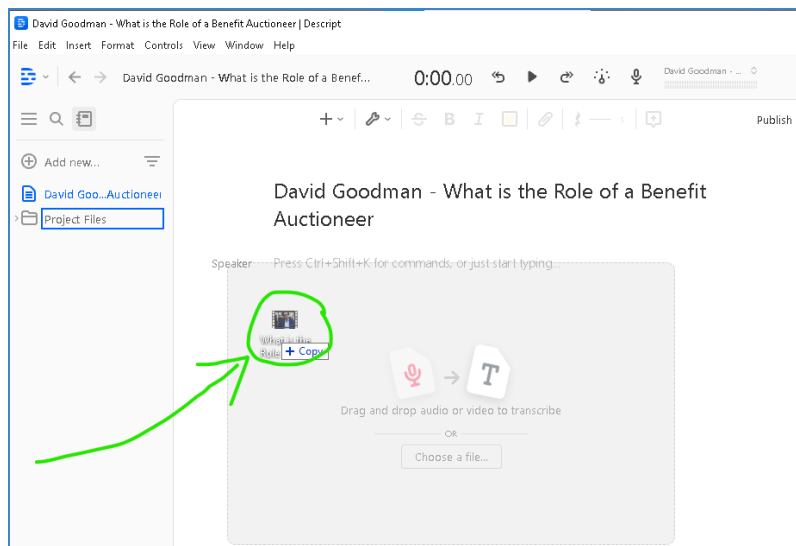 David Goodman - What is the Role of a Benefit Auctioneer | Descript
File Edit Insert Format Controls View Window Help
David Goodman - What is the Role of a Benef... 0:00.00 David Goodman - ...
Publish
Add new...
David Goo...Auctioneer
Project Files
David Goodman - What is the Role of a Benefit
Auctioneer
Speaker Press Ctrl+Shift+K for commands, or just start typing...
What is the
Role + Copy
T
Drag and drop audio or video to transcribe
OR
Choose a file...